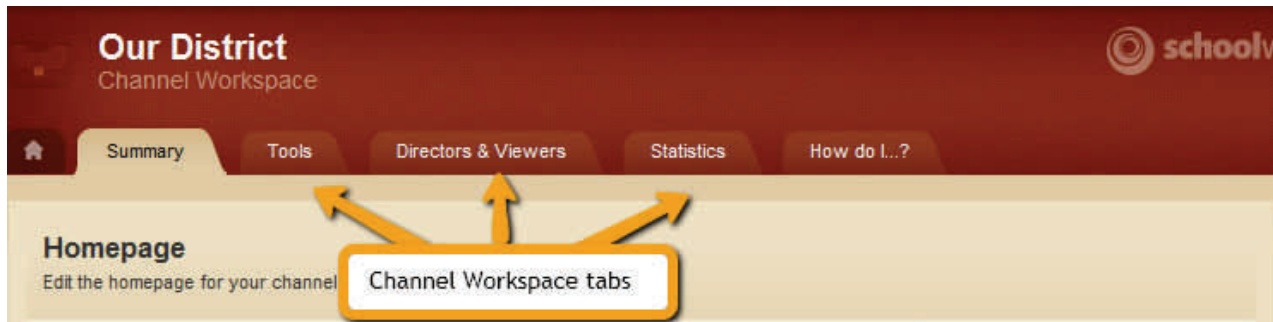 Our District
Channel Workspace
Summary Tools Directors & Viewers Statistics How do I...?
Homepage
Edit the homepage for your channel
Channel Workspace tabs